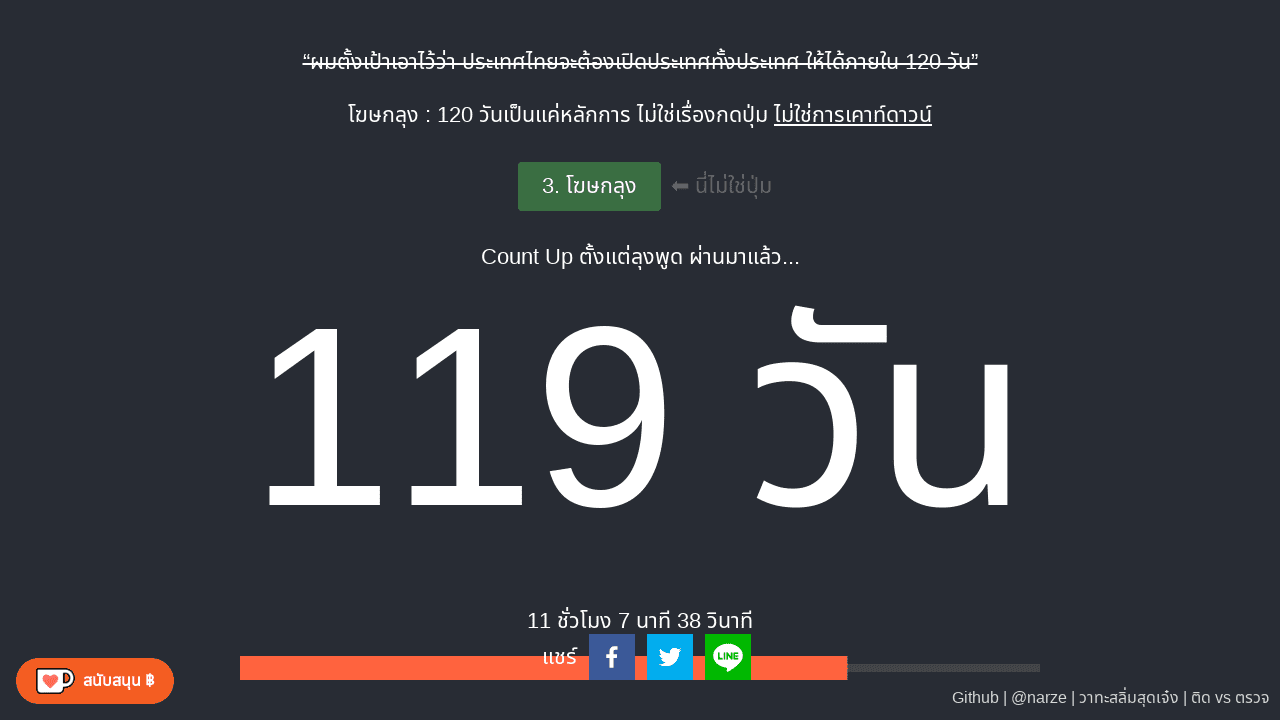 “ผมตั้งเป้าเอาไว้ว่า ประเทศไทยจะต้องเปิดประเทศทั้งประเทศ ให้ได้ภายใน 120 วัน”
โฆษกลุง : 120 วันเป็นแค่หลักการ ไม่ใช่เรื่องกดปุ่ม ไม่ใช่การเคาท์ดาวน์
3. โฆษกลุง ⬅ นี่ไม่ใช่ปุ่ม
Count Up ตั้งแต่ลุงพูด ผ่านมาแล้ว...
119 วัน
11 ชั่วโมง 7 นาที 38 วินาที
แชร์
LINE
สนับสนุน ฿
Github | @narze | วาทะสลิ่มสุดเจ๋ง | ติด vs ตรวจ